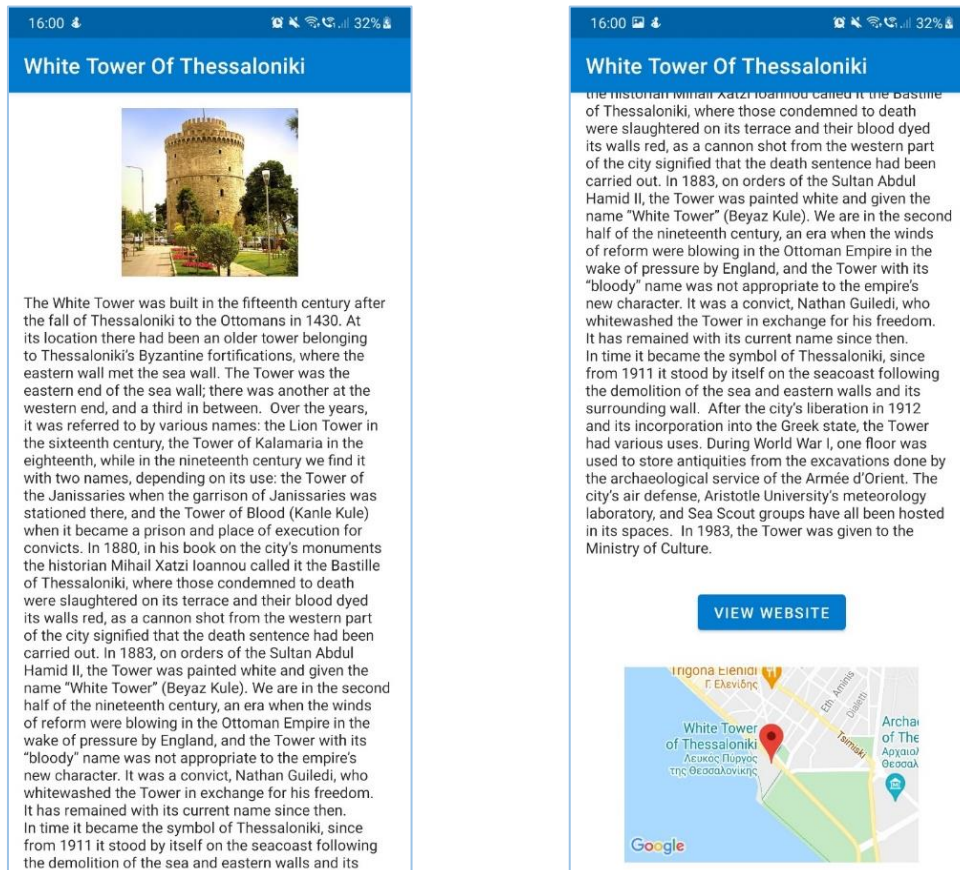 16:00
32%
White Tower Of Thessaloniki
The White Tower was built in the fifteenth century after
the fall of Thessaloniki to the Ottomans in 1430. At
its location there had been an older tower belonging
to Thessaloniki's Byzantine fortifications, where the
eastern wall met the sea wall. The Tower was the
eastern end of the sea wall; there was another at the
western end, and a third in between.  Over the years,
it was referred to by various names: the Lion Tower in
the sixteenth century, the Tower of Kalamaria in the
eighteenth, while in the nineteenth century we find it
with two names, depending on its use: the Tower of
the Janissaries when the garrison of Janissaries was
stationed there, and the Tower of Blood (Kanle Kule)
when it became a prison and place of execution for
convicts. In 1880, in his book on the city's monuments
the historian Mihail Xatzi Ioannou called it the Bastille
of Thessaloniki, where those condemned to death
were slaughtered on its terrace and their blood dyed
its walls red, as a cannon shot from the western part
of the city signified that the death sentence had been
carried out. In 1883, on orders of the Sultan Abdul
Hamid II, the Tower was painted white and given the
name "White Tower" (Beyaz Kule). We are in the second
half of the nineteenth century, an era when the winds
of reform were blowing in the Ottoman Empire in the
wake of pressure by England, and the Tower with its
"bloody" name was not appropriate to the empire's
new character. It was a convict, Nathan Guiledi, who
whitewashed the Tower in exchange for his freedom.
It has remained with its current name since then.
In time it became the symbol of Thessaloniki, since
from 1911 it stood by itself on the seacoast following
the demolition of the sea and eastern walls and its
16:00
32%
White Tower Of Thessaloniki
the historian Mihail Xatzi Ioannou called it the Bastille
of Thessaloniki, where those condemned to death
were slaughtered on its terrace and their blood dyed
its walls red, as a cannon shot from the western part
of the city signified that the death sentence had been
carried out. In 1883, on orders of the Sultan Abdul
Hamid II, the Tower was painted white and given the
name "White Tower" (Beyaz Kule). We are in the second
half of the nineteenth century, an era when the winds
of reform were blowing in the Ottoman Empire in the
wake of pressure by England, and the Tower with its
"bloody" name was not appropriate to the empire's
new character. It was a convict, Nathan Guiledi, who
whitewashed the Tower in exchange for his freedom.
It has remained with its current name since then.
In time it became the symbol of Thessaloniki, since
from 1911 it stood by itself on the seacoast following
the demolition of the sea and eastern walls and its
surrounding wall.  After the city's liberation in 1912
and its incorporation into the Greek state, the Tower
had various uses. During World War I, one floor was
used to store antiquities from the excavations done by
the archaeological service of the Armée d'Orient. The
city's air defense, Aristotle University's meteorology
laboratory, and Sea Scout groups have all been hosted
in its spaces.  In 1983, the Tower was given to the
Ministry of Culture.
VIEW WEBSITE
Trigona Elenidi
Γ. Ελενίδης
Eth. Aminis
Dialetti
Tsimiski
White Tower
of Thessaloniki
Λευκός Πύργος
της Θεσσαλονίκης
Archae
of The
Αρχαιολ
Θεσσαλ
Google